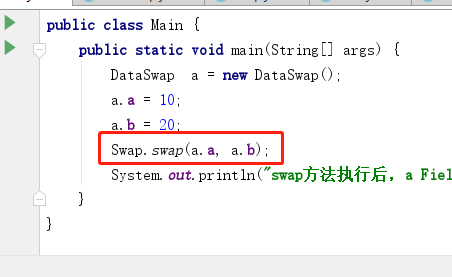 public class Main {
public static void main(String[] args) {
DataSwap a = new DataSwap();
a.a = 10;
a.b = 20;
Swap.swap(a.a, a.b);
System.out.println("swap方法执行后，a Fiel
}
}